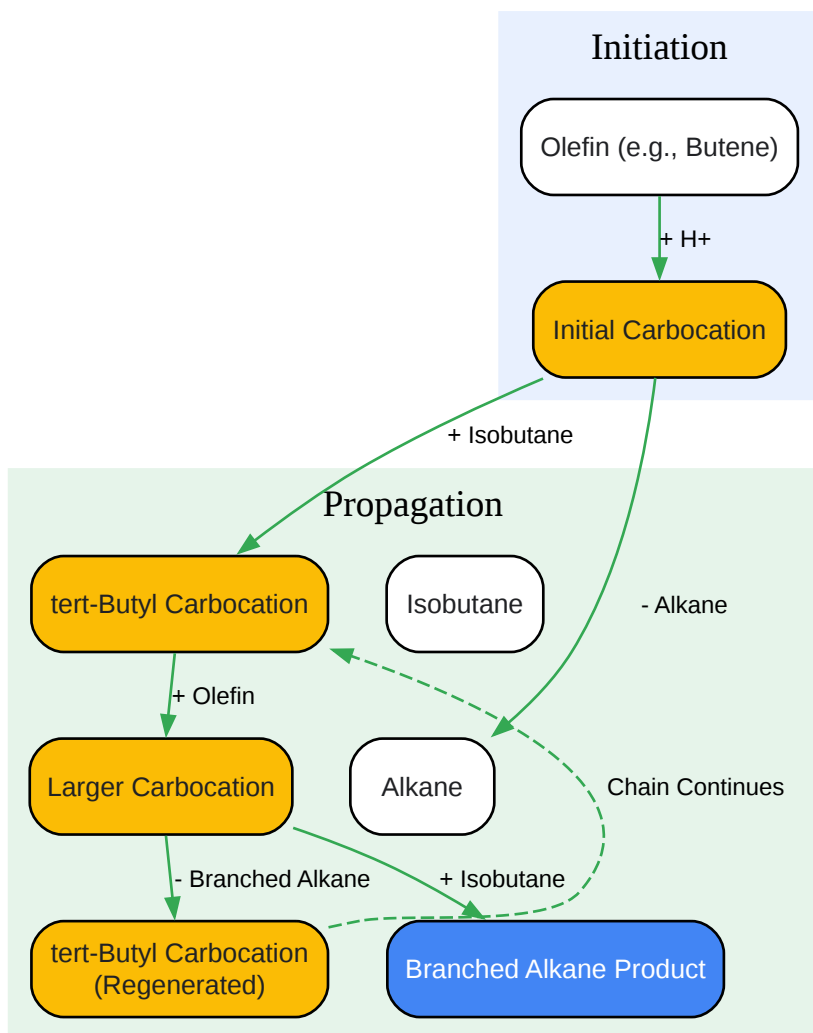 Initiation
Olefin (e.g., Butene)
+ H+
Initial Carbocation
+ Isobutane
Propagation
tert-Butyl Carbocation
Isobutane
- Alkane
+ Olefin
Larger Carbocation
Alkane
Chain Continues
- Branched Alkane
+ Isobutane
tert-Butyl Carbocation
(Regenerated)
Branched Alkane Product